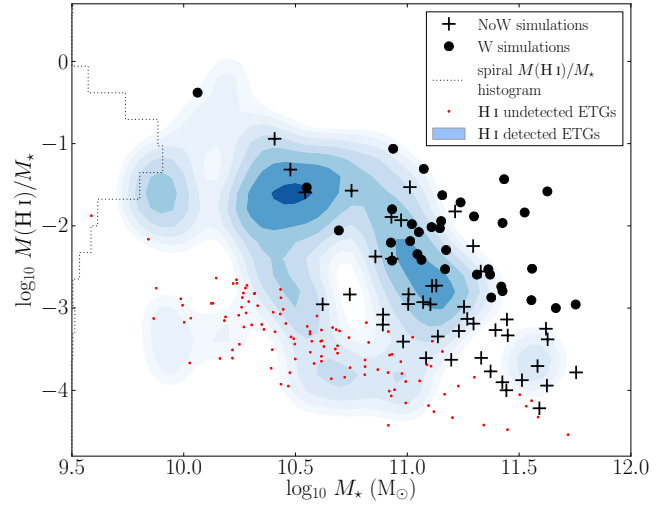 NoW simulations
W simulations
spiral M(H I)/M⋆
histogram
H I undetected ETGs
H I detected ETGs
log₁₀ M(H I)/M⋆
0
−1
−2
−3
−4
9.5 10.0 10.5 11.0 11.5 12.0
log₁₀ M⋆ (M⊙)